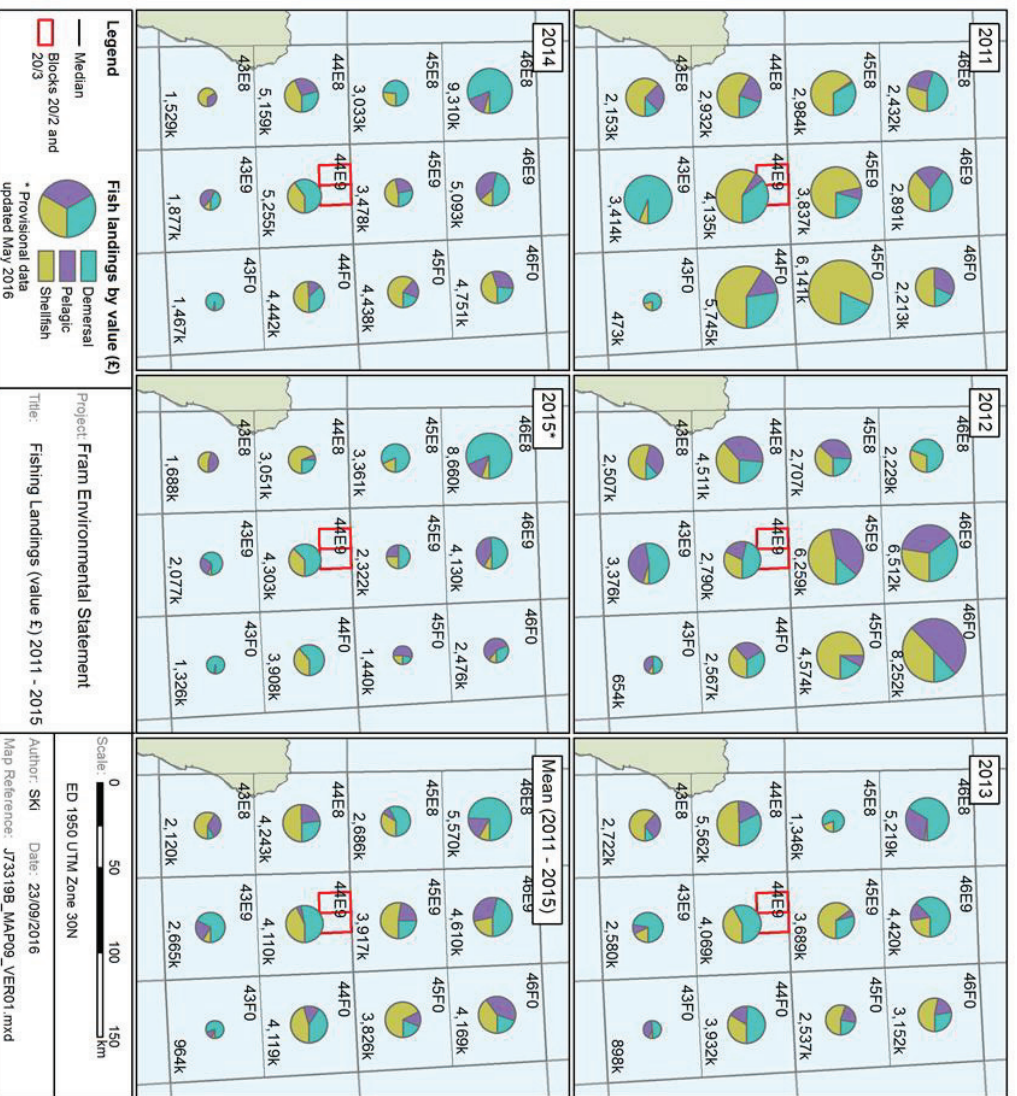 2011
46E8 46E9 46F0
2,432k 2,891k 2,213k
45E8 45E9 45F0
2,984k 3,837k 6,141k
44E8 44E9 44F0
2,932k 4,135k 5,745k
43E8 43E9 43F0
2,153k 3,414k 473k
2012
46E8 46E9 46F0
2,229k 6,512k 8,252k
45E8 45E9 45F0
2,707k 6,259k 4,574k
44E8 44E9 44F0
4,511k 2,790k 2,567k
43E8 43E9 43F0
2,507k 3,376k 654k
2013
46E8 46E9 46F0
5,219k 4,420k 3,152k
45E8 45E9 45F0
1,346k 3,689k 2,537k
44E8 44E9 44F0
5,562k 4,069k 3,932k
43E8 43E9 43F0
2,722k 2,580k 898k
2014
46E8 46E9 46F0
9,310k 5,093k 4,751k
45E8 45E9 45F0
3,033k 3,478k 4,438k
44E8 44E9 44F0
5,159k 5,255k 4,442k
43E8 43E9 43F0
1,529k 1,877k 1,467k
2015*
46E8 46E9 46F0
8,660k 4,130k 2,476k
45E8 45E9 45F0
3,361k 2,322k 1,440k
44E8 44E9 44F0
3,051k 4,303k 3,908k
43E8 43E9 43F0
1,688k 2,077k 1,326k
Mean (2011 - 2015)
46E8 46E9 46F0
5,570k 4,610k 4,169k
45E8 45E9 45F0
2,686k 3,917k 3,826k
44E8 44E9 44F0
4,243k 4,110k 4,119k
43E8 43E9 43F0
2,120k 2,665k 964k
Legend
Median
Blocks 20/2 and
20/3
Fish landings by value (£)
Demersal
Pelagic
Shellfish
* Provisional data
updated May 2016
Project: Fram Environmental Statement
Title: Fishing Landings (value £) 2011 - 2015
Scale: 0 50 100 150
km
ED 1950 UTM Zone 30N
Author: SKi Date: 23/09/2016
Map Reference: J73319B_MAP09_VER01.mxd